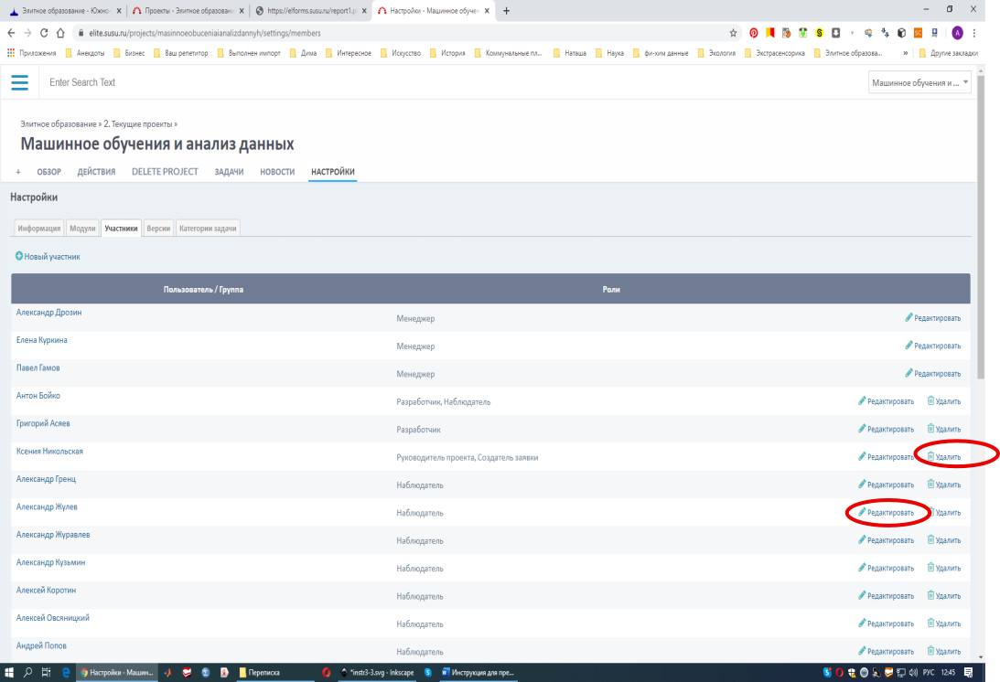 Элитное образование - Южно- x Проекты - Элитное образован x https://elforms.susu.ru/report1.p x Настройки - Машинное обучен x +
elite.susu.ru/projects/masinnoeobuceniaianalizdannyh/settings/members
Приложения Анекдоты Бизнес Ваш репетитор Выполнен импорт Дима Интересное Искусство История Коммунальные пл... Наташа Наука фи-хим данные Экология Экстрасенсорика Элитное образова... » Другие закладки
Enter Search Text Машинное обучения и ...
Элитное образование » 2. Текущие проекты »
Машинное обучения и анализ данных
+ ОБЗОР ДЕЙСТВИЯ DELETE PROJECT ЗАДАЧИ НОВОСТИ НАСТРОЙКИ
Настройки
Информация Модули Участники Версии Категории задачи
Новый участник
Пользователь / Группа Роли
Александр Дрозин Менеджер Редактировать
Елена Куркина Менеджер Редактировать
Павел Гамов Менеджер Редактировать
Антон Бойко Разработчик, Наблюдатель Редактировать Удалить
Григорий Асяев Разработчик Редактировать Удалить
Ксения Никольская Руководитель проекта, Создатель заявки Редактировать Удалить
Александр Гренц Наблюдатель Редактировать Удалить
Александр Жулев Наблюдатель Редактировать Удалить
Александр Журавлев Наблюдатель Редактировать Удалить
Александр Кузьмин Наблюдатель Редактировать Удалить
Алексей Коротин Наблюдатель Редактировать Удалить
Алексей Овсяницкий Наблюдатель Редактировать Удалить
Андрей Попов Наблюдатель Редактировать Удалить
Настройки - Машин... Переписка *instr3-3.svg - Inkscape Инструкция для пре... РУС 12:45